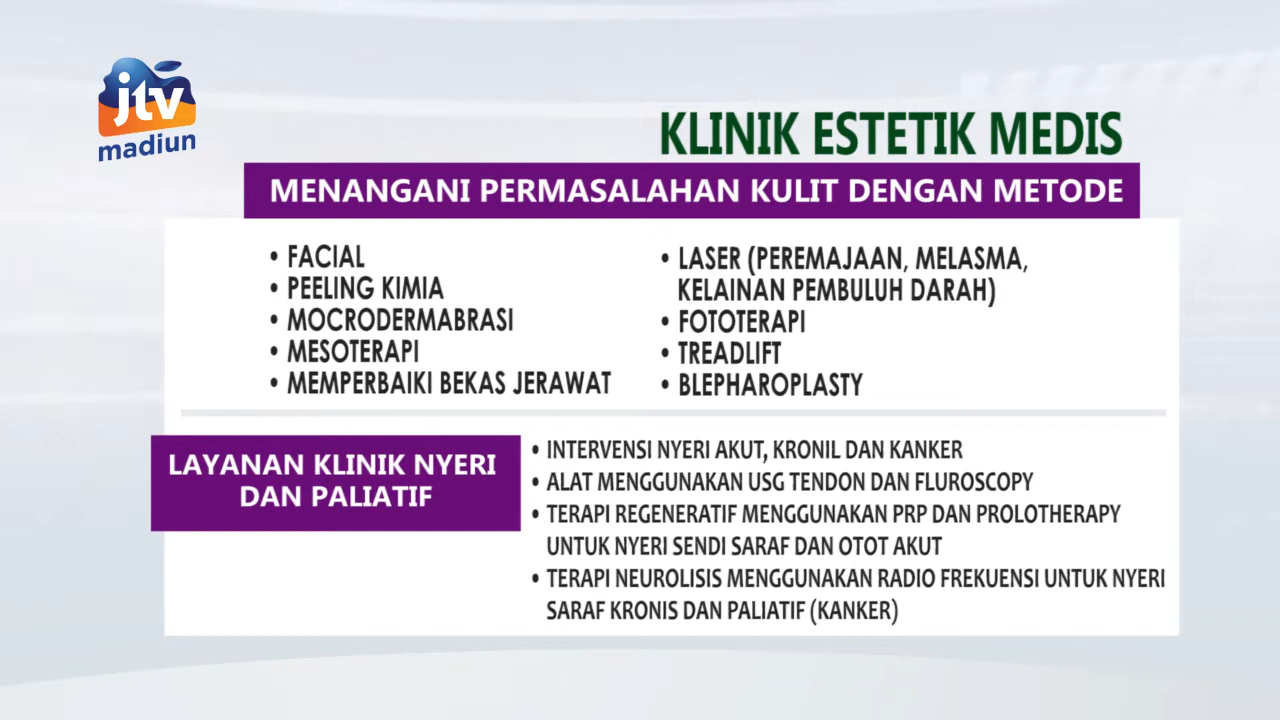 jtv
madiun
KLINIK ESTETIK MEDIS
MENANGANI PERMASALAHAN KULIT DENGAN METODE
• FACIAL
• PEELING KIMIA
• MOCRODERMABRASI
• MESOTERAPI
• MEMPERBAIKI BEKAS JERAWAT
• LASER (PEREMAJAAN, MELASMA,
KELAINAN PEMBULUH DARAH)
• FOTOTERAPI
• TREADLIFT
• BLEPHAROPLASTY
LAYANAN KLINIK NYERI
DAN PALIATIF
• INTERVENSI NYERI AKUT, KRONIL DAN KANKER
• ALAT MENGGUNAKAN USG TENDON DAN FLUROSCOPY
• TERAPI REGENERATIF MENGGUNAKAN PRP DAN PROLOTHERAPY
UNTUK NYERI SENDI SARAF DAN OTOT AKUT
• TERAPI NEUROLISIS MENGGUNAKAN RADIO FREKUENSI UNTUK NYERI
SARAF KRONIS DAN PALIATIF (KANKER)